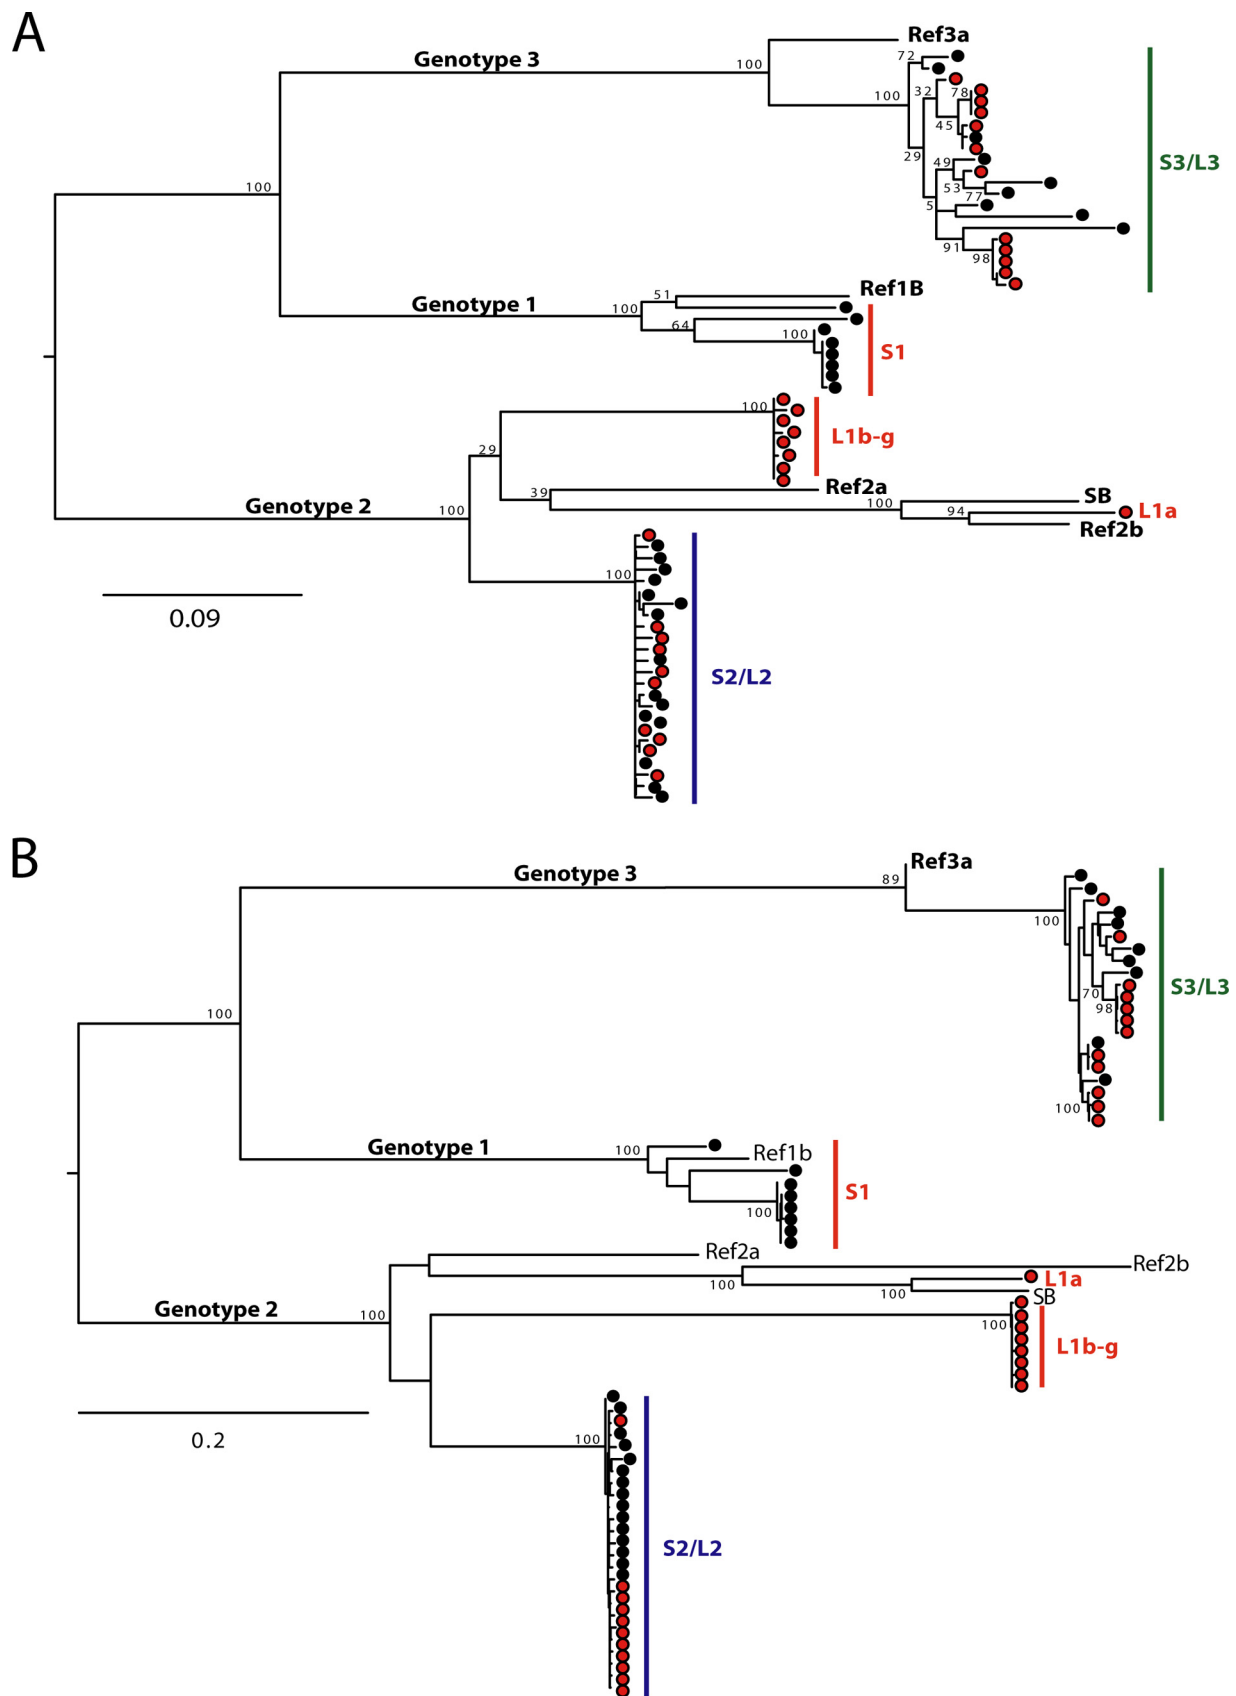 A
Ref3a
72
Genotype 3
100
32
78
100
45
29
49
S3/L3
53
77
100
5
91
98
Ref1B
51
Genotype 1
100
64
100
S1
100
L1b-g
29
Ref2a
39
100
SB
Genotype 2
100
94
L1a
Ref2b
100
0.09
S2/L2
B
Ref3a
Genotype 3
89
100
S3/L3
70
98
100
100
Genotype 1
100
Ref1b
S1
100
Ref2a
Ref2b
100
L1a
100
SB
Genotype 2
100
100
L1b-g
0.2
100
S2/L2